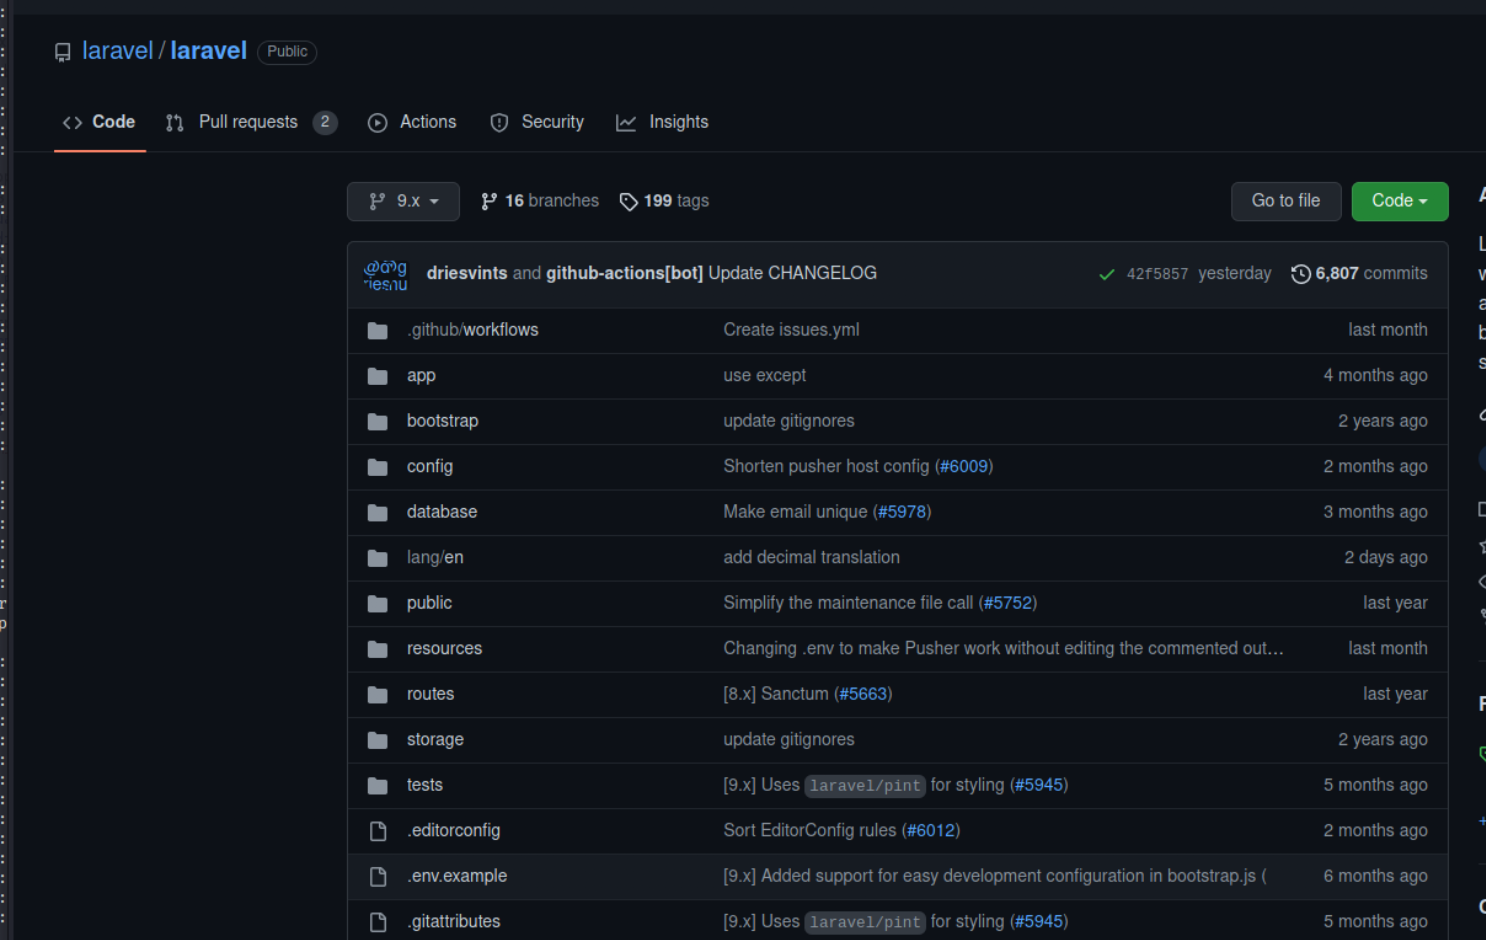 laravel / laravel Public
Code Pull requests 2 Actions Security Insights
9.x 16 branches 199 tags Go to file Code
driesvints and github-actions[bot] Update CHANGELOG 42f5857 yesterday 6,807 commits
.github/workflows Create issues.yml last month
app use except 4 months ago
bootstrap update gitignores 2 years ago
config Shorten pusher host config (#6009) 2 months ago
database Make email unique (#5978) 3 months ago
lang/en add decimal translation 2 days ago
public Simplify the maintenance file call (#5752) last year
resources Changing .env to make Pusher work without editing the commented out… last month
routes [8.x] Sanctum (#5663) last year
storage update gitignores 2 years ago
tests [9.x] Uses laravel/pint for styling (#5945) 5 months ago
.editorconfig Sort EditorConfig rules (#6012) 2 months ago
.env.example [9.x] Added support for easy development configuration in bootstrap.js ( 6 months ago
.gitattributes [9.x] Uses laravel/pint for styling (#5945) 5 months ago